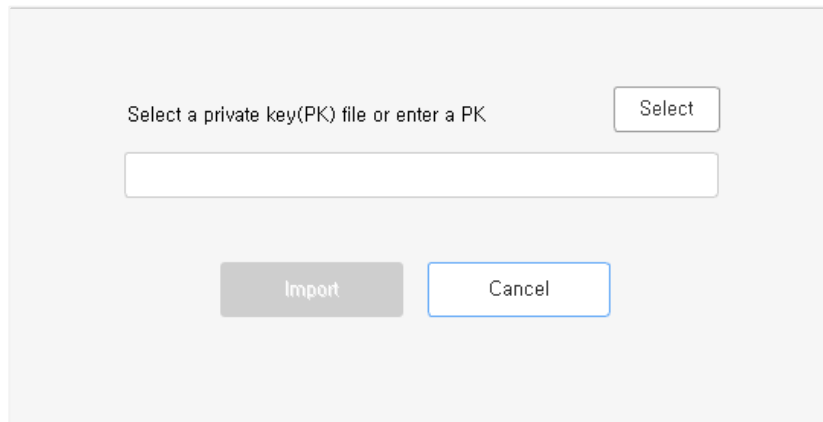 Select a private key(PK) file or enter a PK
Select
Import
Cancel